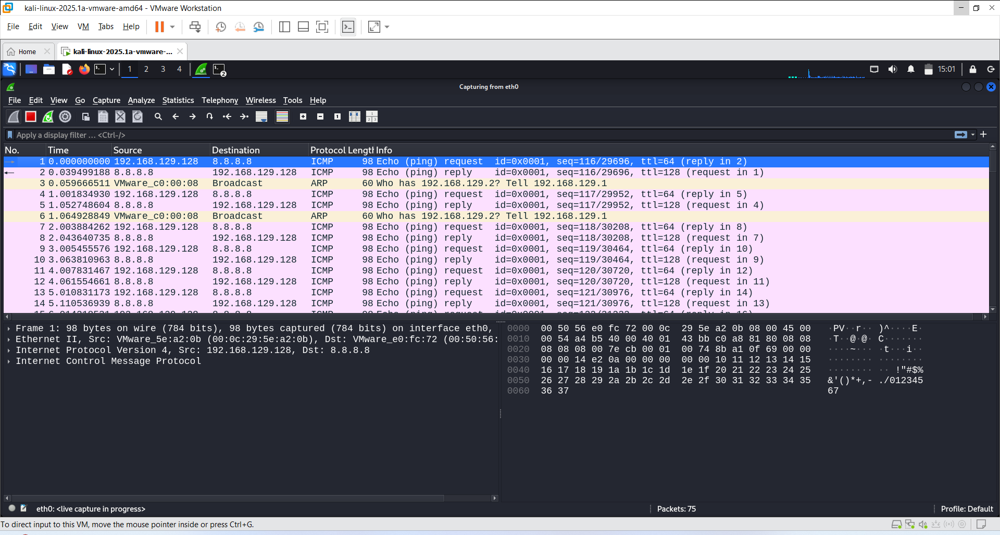 kali-linux-2025.1a-vmware-amd64 - VMware Workstation
File Edit View VM Tabs Help
Home kali-linux-2025.1a-vmware-...
1 2 3 4 2 15:01
Capturing from eth0
File Edit View Go Capture Analyze Statistics Telephony Wireless Tools Help
Apply a display filter ... <Ctrl-/>
No. Time Source Destination Protocol Length Info
1 0.000000000 192.168.129.128 8.8.8.8 ICMP 98 Echo (ping) request id=0x0001, seq=116/29696, ttl=64 (reply in 2)
2 0.039499188 8.8.8.8 192.168.129.128 ICMP 98 Echo (ping) reply id=0x0001, seq=116/29696, ttl=128 (request in 1)
3 0.059666511 VMware_c0:00:08 Broadcast ARP 60 Who has 192.168.129.2? Tell 192.168.129.1
4 1.001834930 192.168.129.128 8.8.8.8 ICMP 98 Echo (ping) request id=0x0001, seq=117/29952, ttl=64 (reply in 5)
5 1.052748604 8.8.8.8 192.168.129.128 ICMP 98 Echo (ping) reply id=0x0001, seq=117/29952, ttl=128 (request in 4)
6 1.064928849 VMware_c0:00:08 Broadcast ARP 60 Who has 192.168.129.2? Tell 192.168.129.1
7 2.003884262 192.168.129.128 8.8.8.8 ICMP 98 Echo (ping) request id=0x0001, seq=118/30208, ttl=64 (reply in 8)
8 2.043640735 8.8.8.8 192.168.129.128 ICMP 98 Echo (ping) reply id=0x0001, seq=118/30208, ttl=128 (request in 7)
9 3.005455576 192.168.129.128 8.8.8.8 ICMP 98 Echo (ping) request id=0x0001, seq=119/30464, ttl=64 (reply in 10)
10 3.063810963 8.8.8.8 192.168.129.128 ICMP 98 Echo (ping) reply id=0x0001, seq=119/30464, ttl=128 (request in 9)
11 4.007831467 192.168.129.128 8.8.8.8 ICMP 98 Echo (ping) request id=0x0001, seq=120/30720, ttl=64 (reply in 12)
12 4.061554661 8.8.8.8 192.168.129.128 ICMP 98 Echo (ping) reply id=0x0001, seq=120/30720, ttl=128 (request in 11)
13 5.010831173 192.168.129.128 8.8.8.8 ICMP 98 Echo (ping) request id=0x0001, seq=121/30976, ttl=64 (reply in 14)
14 5.110536939 8.8.8.8 192.168.129.128 ICMP 98 Echo (ping) reply id=0x0001, seq=121/30976, ttl=128 (request in 13)
Frame 1: 98 bytes on wire (784 bits), 98 bytes captured (784 bits) on interface eth0,
Ethernet II, Src: VMware_5e:a2:0b (00:0c:29:5e:a2:0b), Dst: VMware_e0:fc:72 (00:50:56:
Internet Protocol Version 4, Src: 192.168.129.128, Dst: 8.8.8.8
Internet Control Message Protocol
0000 00 50 56 e0 fc 72 00 0c 29 5e a2 0b 08 00 45 00 ·PV··r·· )^····E·
0010 00 54 a4 b5 40 00 40 01 43 bb c0 a8 81 80 08 08 ·T··@·@· C·······
0020 08 08 08 00 7e cb 00 01 00 74 8b a1 0f 69 00 00 ····~··· ·t···i··
0030 00 00 14 e2 0a 00 00 00 00 00 10 11 12 13 14 15 ········ ········
0040 16 17 18 19 1a 1b 1c 1d 1e 1f 20 21 22 23 24 25 ········ ·· !"#$%
0050 26 27 28 29 2a 2b 2c 2d 2e 2f 30 31 32 33 34 35 &'()*+,- ./012345
0060 36 37 67
eth0: <live capture in progress> Packets: 75 Profile: Default
To direct input to this VM, move the mouse pointer inside or press Ctrl+G.